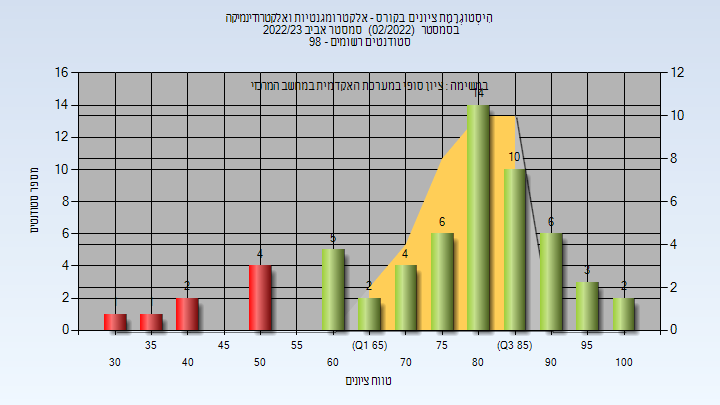 היסטוגרמת ציונים בקורס - אלקטרומגנטיות ואלקטרודינמיקה
בסמסטר (02/2022) סמסטר אביב 2022/23
סטודנטים רשומים - 98
במשימה : ציון סופי במערכת האקדמית במחשב המרכזי
16 14 12 10 8 6 4 2 0
12 10 8 6 4 2 0
מספר סטודנטים
2 4 5 2 4 6 14 10 6 3 2
35 45 55 (Q1 65) 75 (Q3 85) 95
30 40 50 60 70 80 90 100
טווח ציונים